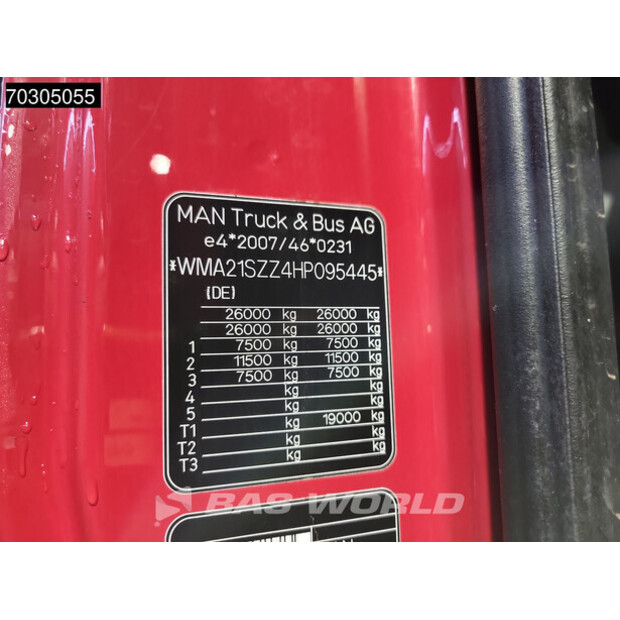 70305055
MAN Truck & Bus AG
e4*2007/46*0231
*WMA21SZZ4HP095445*
(DE)
26000 kg 26000 kg
26000 kg 26000 kg
1 7500 kg 7500 kg
2 11500 kg 11500 kg
3 7500 kg 7500 kg
4 kg kg
5 kg kg
T1 kg 19000 kg
T2 kg kg
T3 kg kg
BAS WORLD